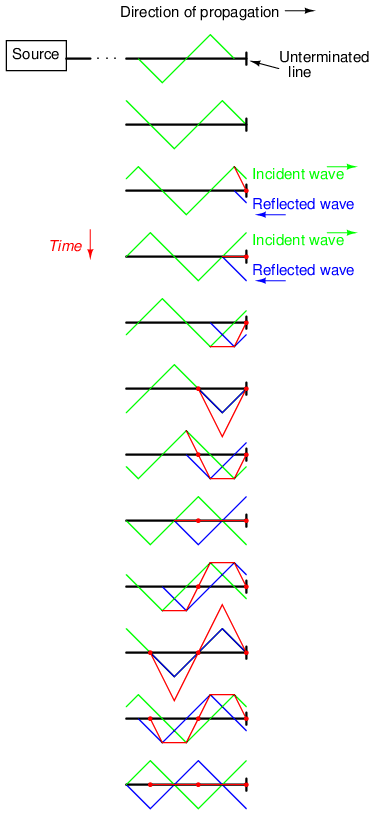 Direction of propagation
Source
Unterminated
line
Incident wave
Reflected wave
Time
Incident wave
Reflected wave